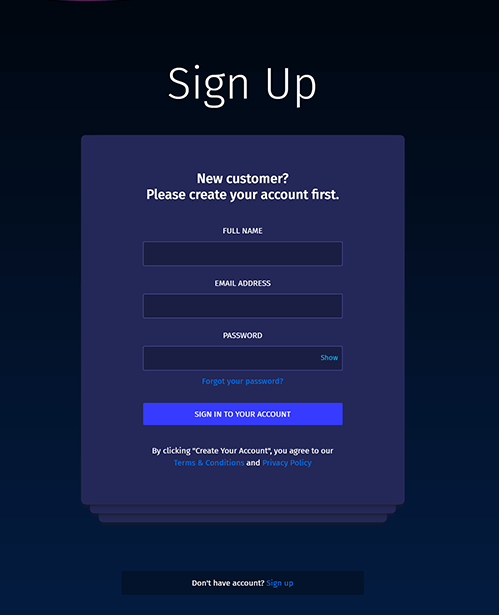 Sign Up
New customer?
Please create your account first.
FULL NAME
EMAIL ADDRESS
PASSWORD
Show
Forgot your password?
SIGN IN TO YOUR ACCOUNT
By clicking "Create Your Account", you agree to our
Terms & Conditions and Privacy Policy
Don't have account? Sign up